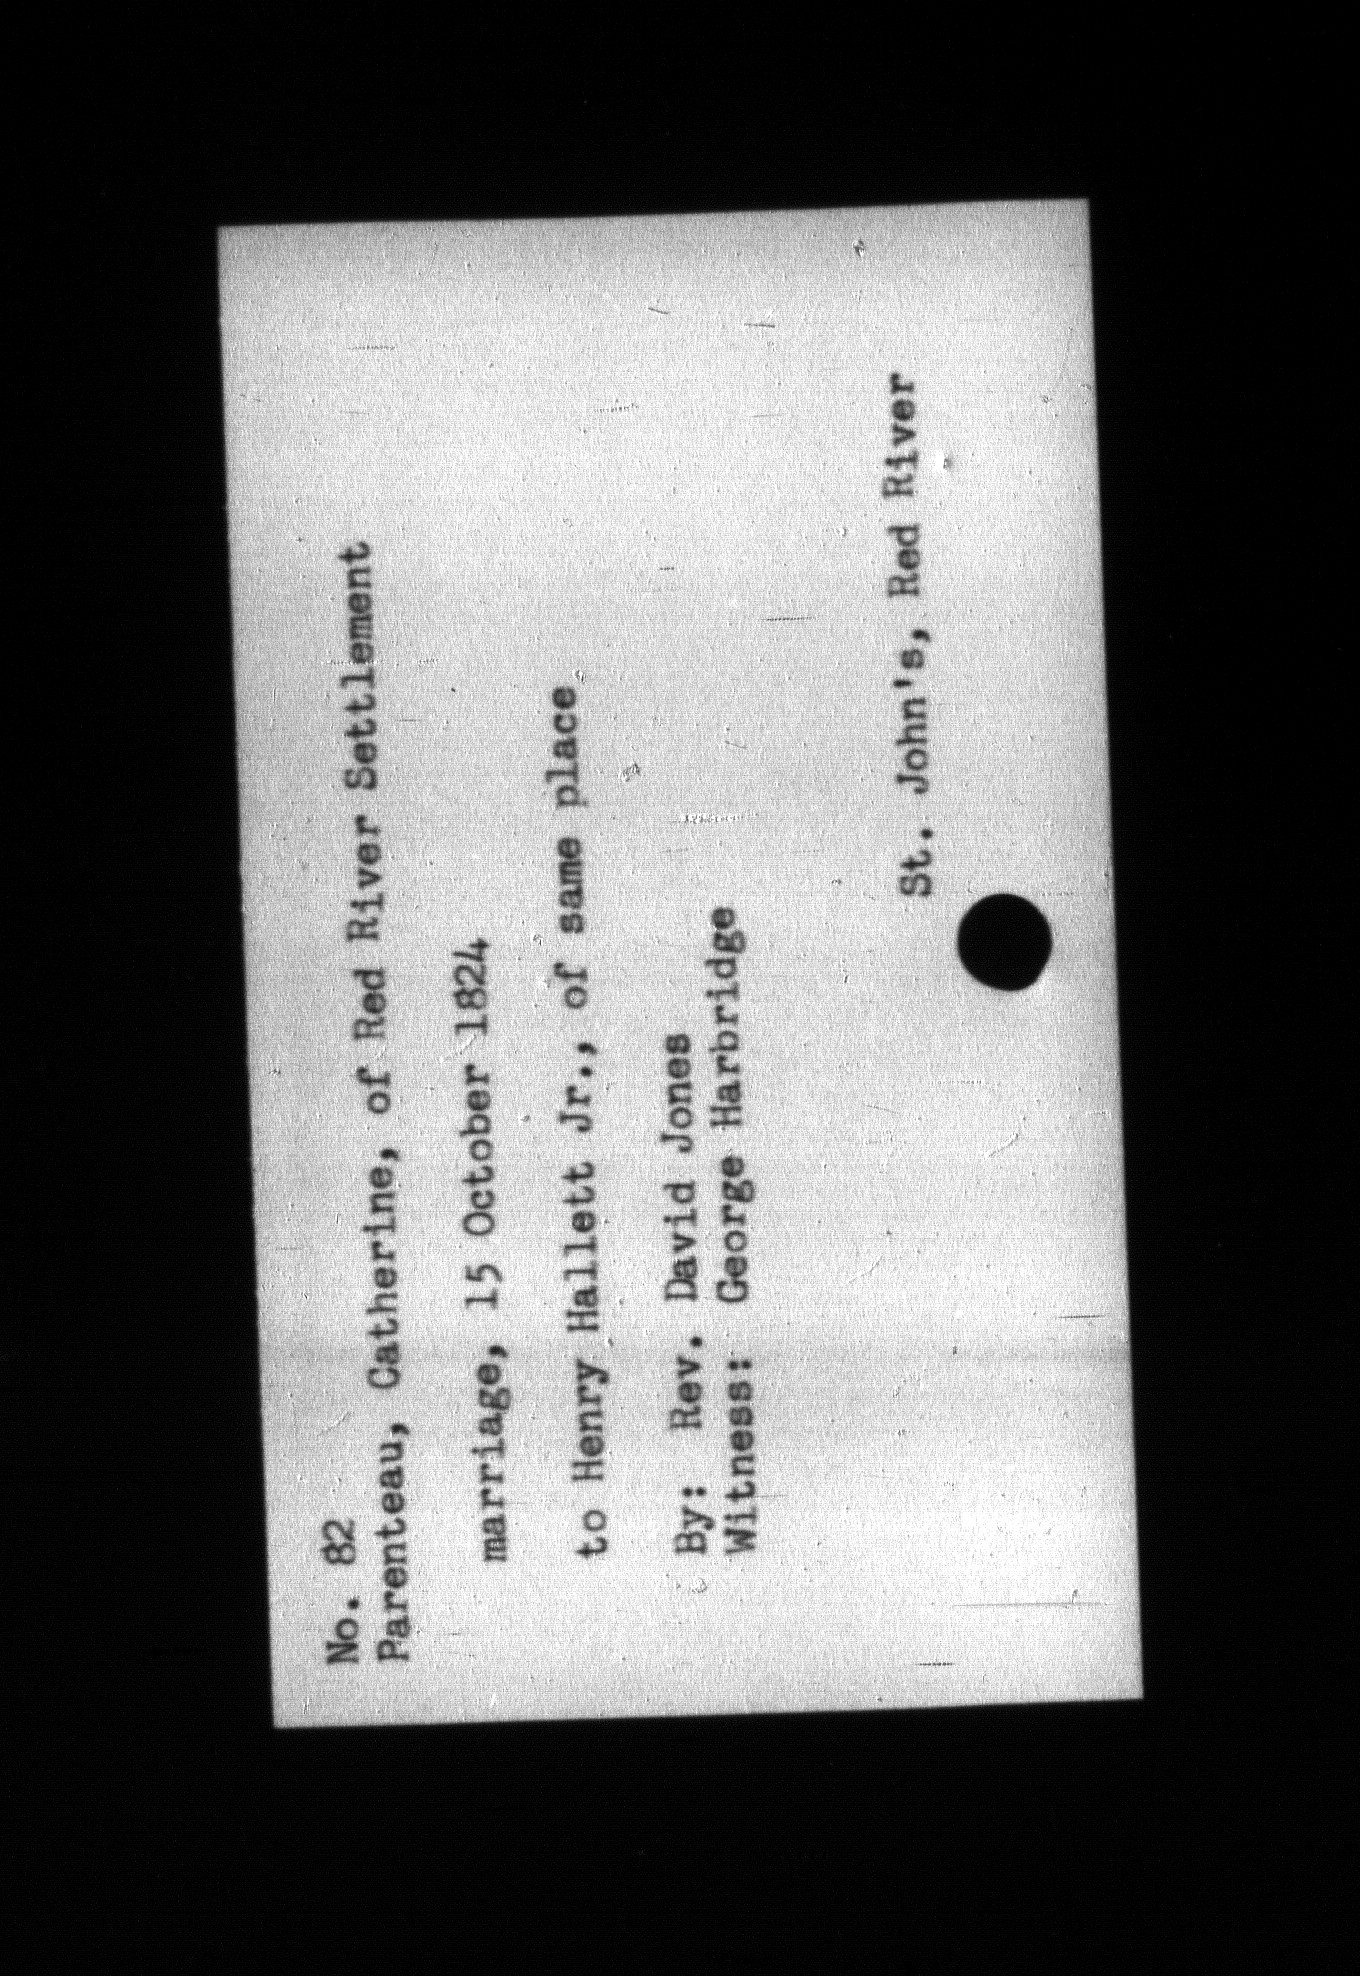 No. 82
Parenteau, Catherine, of Red River Settlement
marriage, 15 October 1824
to Henry Hallett Jr., of same place
By: Rev. David Jones
Witness: George Harbridge
St. John's, Red River